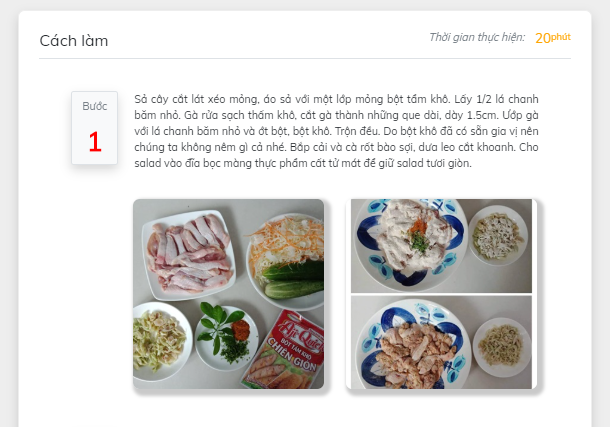 Cách làm
Thời gian thực hiện: 20phút
Bước
1
Sả cây cắt lát xéo mỏng, áo sả với một lớp mỏng bột tẩm khô. Lấy 1/2 lá chanh
băm nhỏ. Gà rửa sạch thấm khô, cắt gà thành những que dài, dày 1.5cm. Ướp gà
với lá chanh băm nhỏ và ớt bột, bột khô. Trộn đều. Do bột khô đã có sẵn gia vị nên
chúng ta không nêm gì cả nhé. Bắp cải và cà rốt bào sợi, dưa leo cắt khoanh. Cho
salad vào đĩa bọc màng thực phẩm cất tử mát để giữ salad tươi giòn.
BỘT TẨM KHÔ
CHIÊN GIÒN